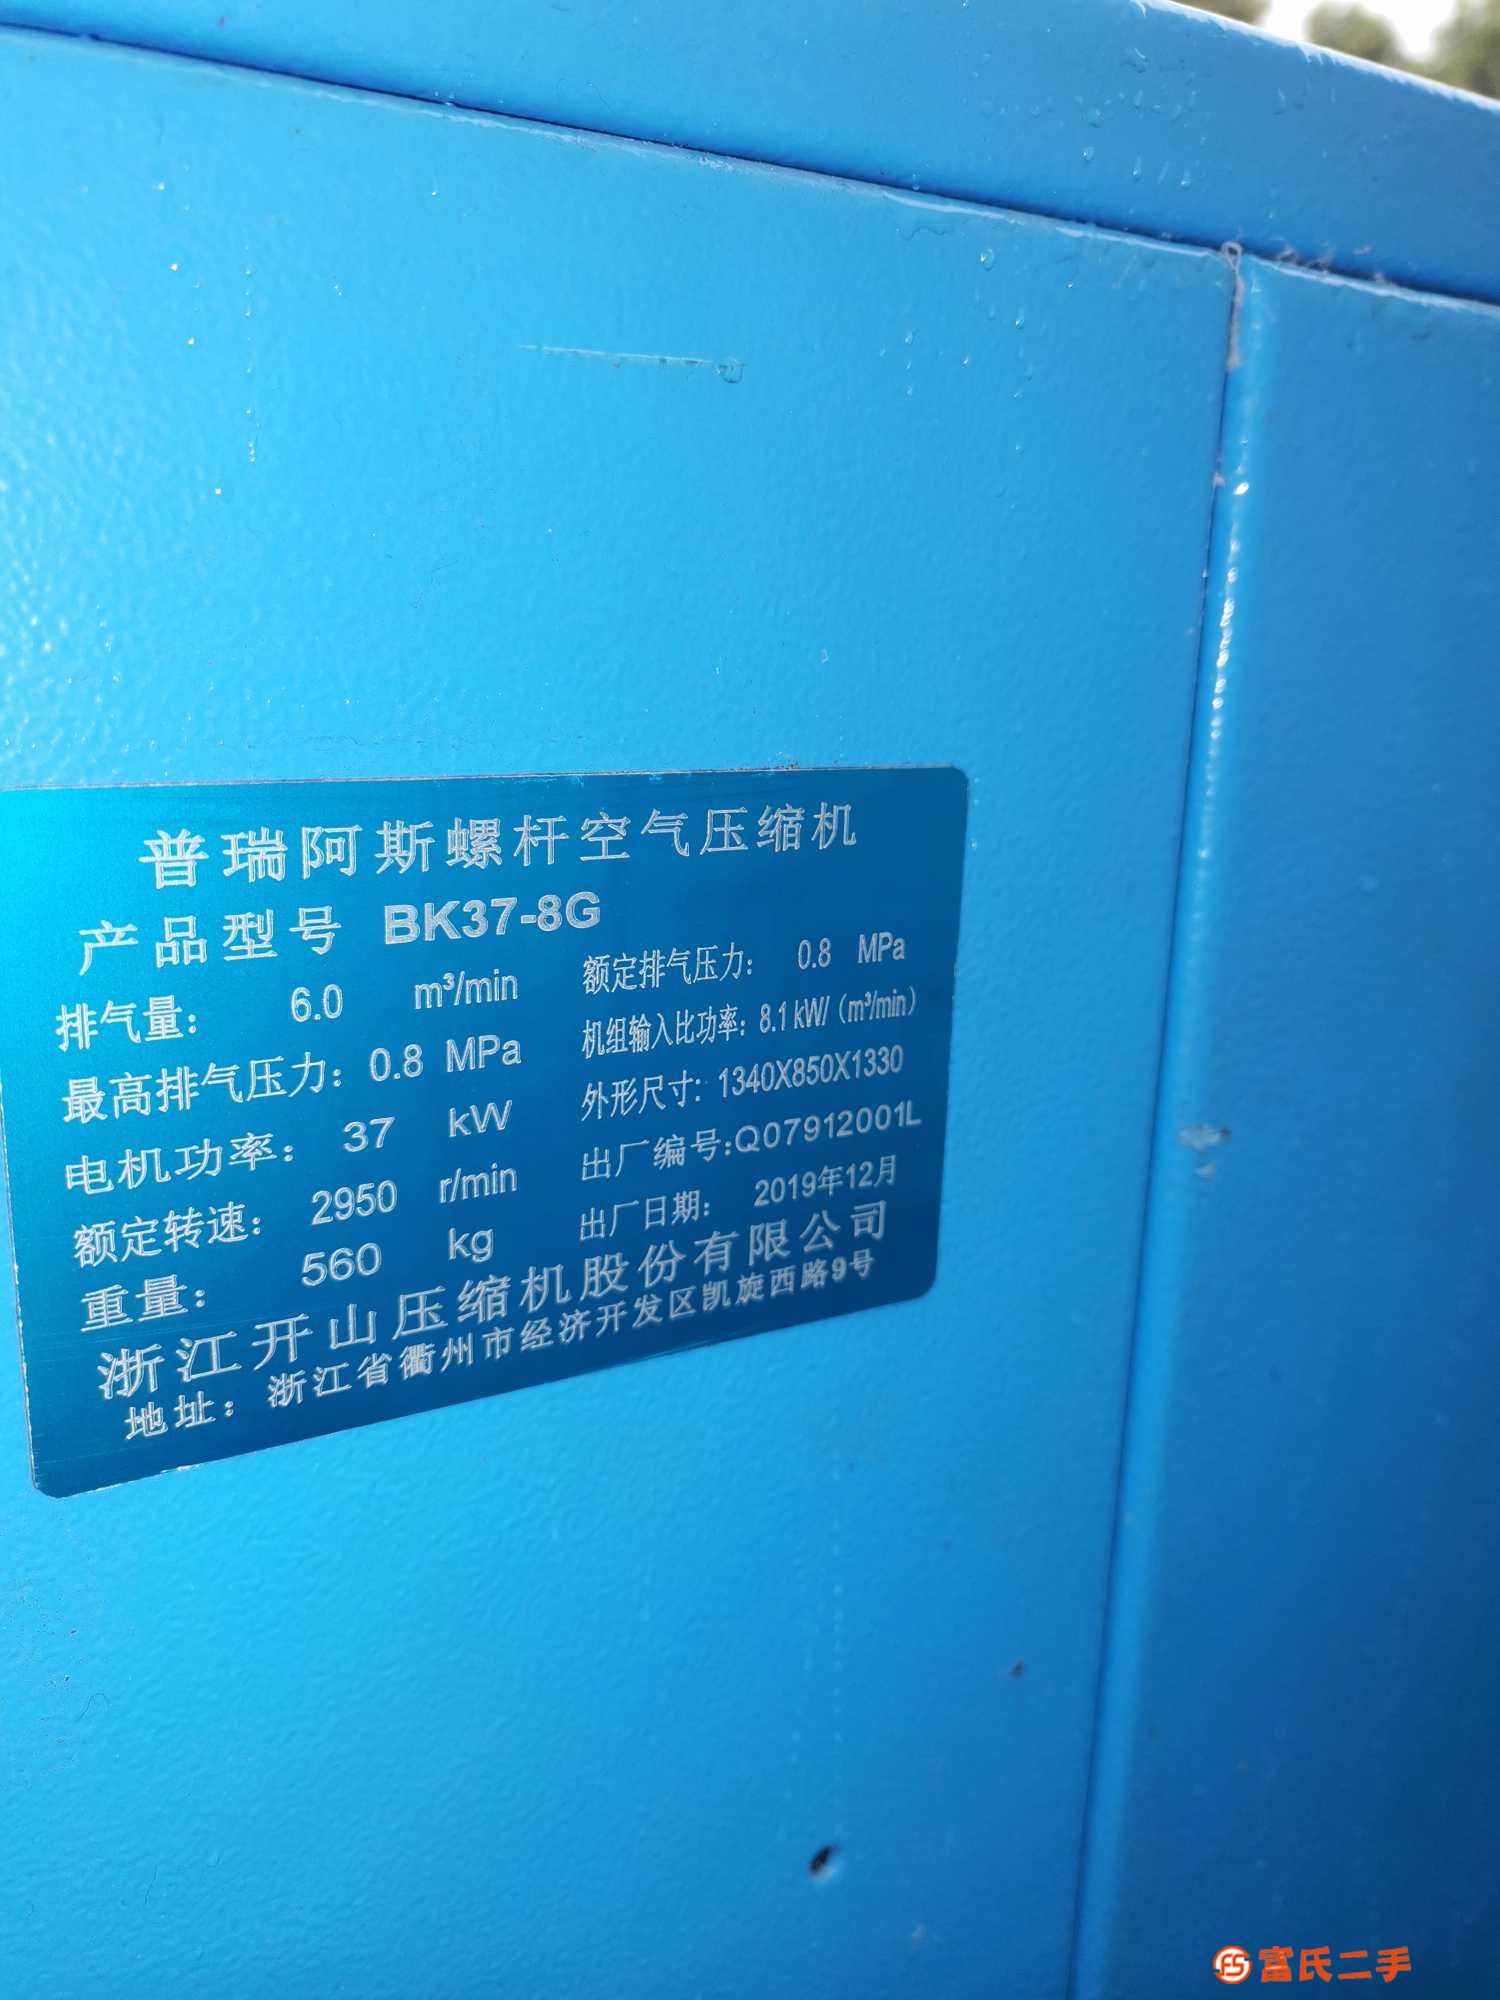 普瑞阿斯螺杆空气压缩机
产品型号 BK37-8G
排气量: 6.0 m³/min 额定排气压力: 0.8 MPa
最高排气压力: 0.8 MPa 机组输入比功率: 8.1 kW/(m³/min)
电机功率: 37 kW 外形尺寸: 1340X850X1330
额定转速: 2950 r/min 出厂编号:Q07912001L
重量: 560 kg 出厂日期: 2019年12月
浙江开山压缩机股份有限公司
地址: 浙江省衢州市经济开发区凯旋西路9号
富氏二手